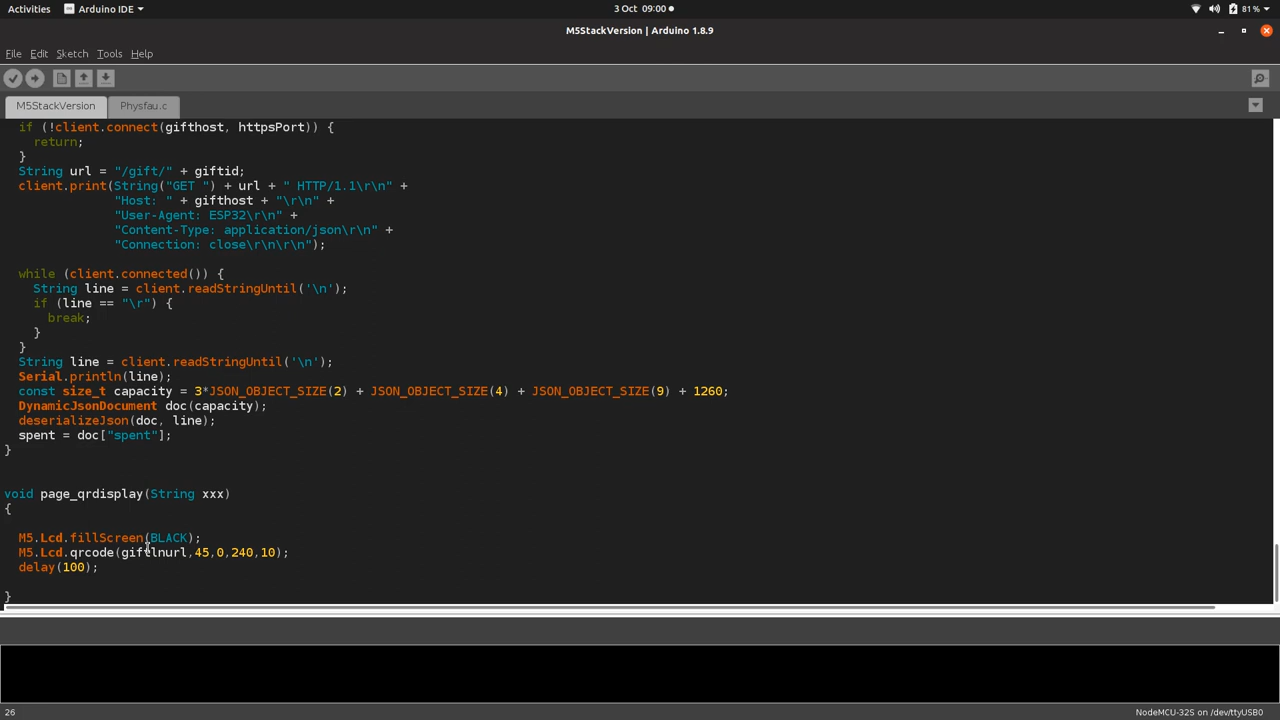 Activities Arduino IDE 3 Oct 09:00 81%
M5StackVersion | Arduino 1.8.9
File Edit Sketch Tools Help
M5StackVersion Physfau.c
if (!client.connect(gifthost, httpsPort)) {
return;
}
String url = "/gift/" + giftid;
client.print(String("GET ") + url + " HTTP/1.1\r\n" +
"Host: " + gifthost + "\r\n" +
"User-Agent: ESP32\r\n" +
"Content-Type: application/json\r\n" +
"Connection: close\r\n\r\n");
while (client.connected()) {
String line = client.readStringUntil('\n');
if (line == "\r") {
break;
}
}
String line = client.readStringUntil('\n');
Serial.println(line);
const size_t capacity = 3*JSON_OBJECT_SIZE(2) + JSON_OBJECT_SIZE(4) + JSON_OBJECT_SIZE(9) + 1260;
DynamicJsonDocument doc(capacity);
deserializeJson(doc, line);
spent = doc["spent"];
}
void page_qrdisplay(String xxx)
{
M5.Lcd.fillScreen(BLACK);
M5.Lcd.qrcode(giftlnurl,45,0,240,10);
delay(100);
}
26 NodeMCU-32S on /dev/ttyUSB0